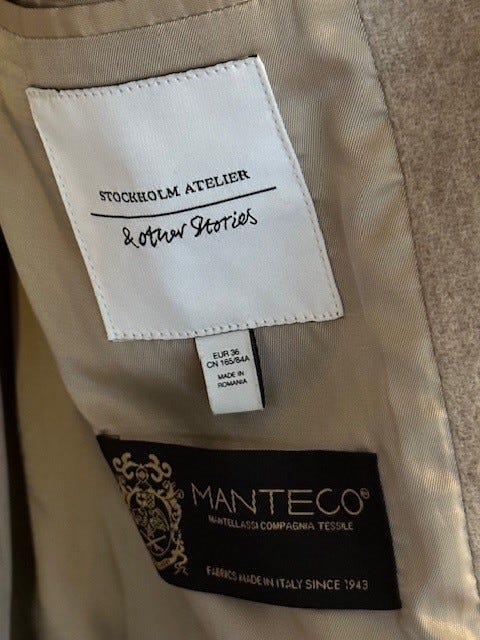 STOCKHOLM ATELIER
& other Stories
EUR 36
CN 165/84A
MADE IN
ROMANIA
MANTECO®
MANTELLASSI COMPAGNIA TESSILE
FABRICS MADE IN ITALY SINCE 1943